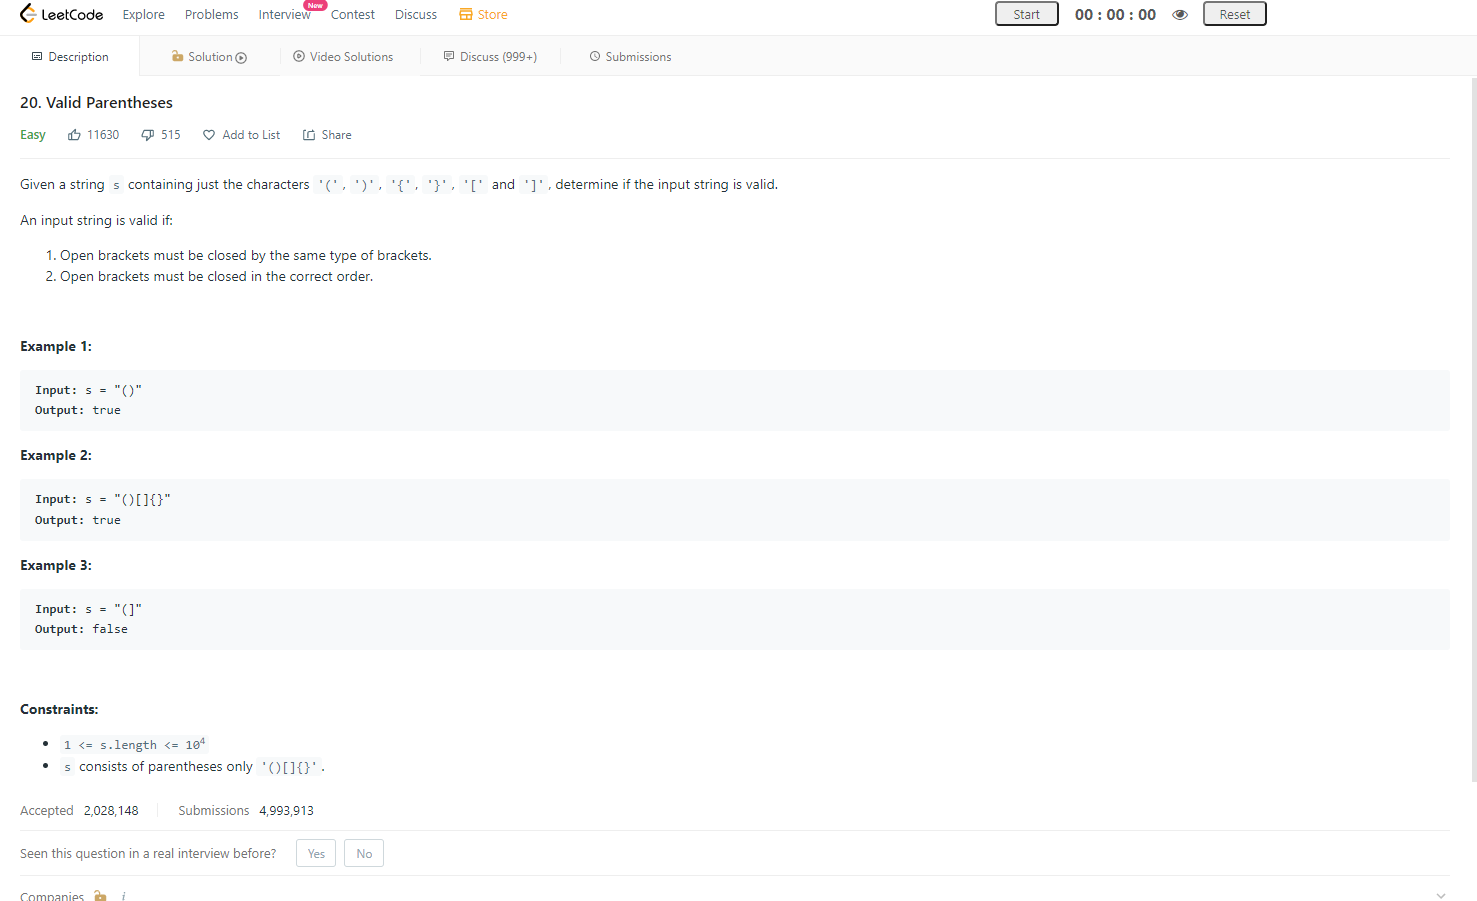 LeetCode Explore Problems Interview New Contest Discuss Store Start 00 : 00 : 00 Reset
Description Solution Video Solutions Discuss (999+) Submissions
20. Valid Parentheses
Easy 11630 515 Add to List Share
Given a string s containing just the characters '(', ')', '{', '}', '[' and ']', determine if the input string is valid.
An input string is valid if:
1. Open brackets must be closed by the same type of brackets.
2. Open brackets must be closed in the correct order.
Example 1:
Input: s = "()"
Output: true
Example 2:
Input: s = "()[]{}"
Output: true
Example 3:
Input: s = "(]"
Output: false
Constraints:
• 1 <= s.length <= 10⁴
• s consists of parentheses only '()[]{}'.
Accepted 2,028,148 Submissions 4,993,913
Seen this question in a real interview before? Yes No
Companies i